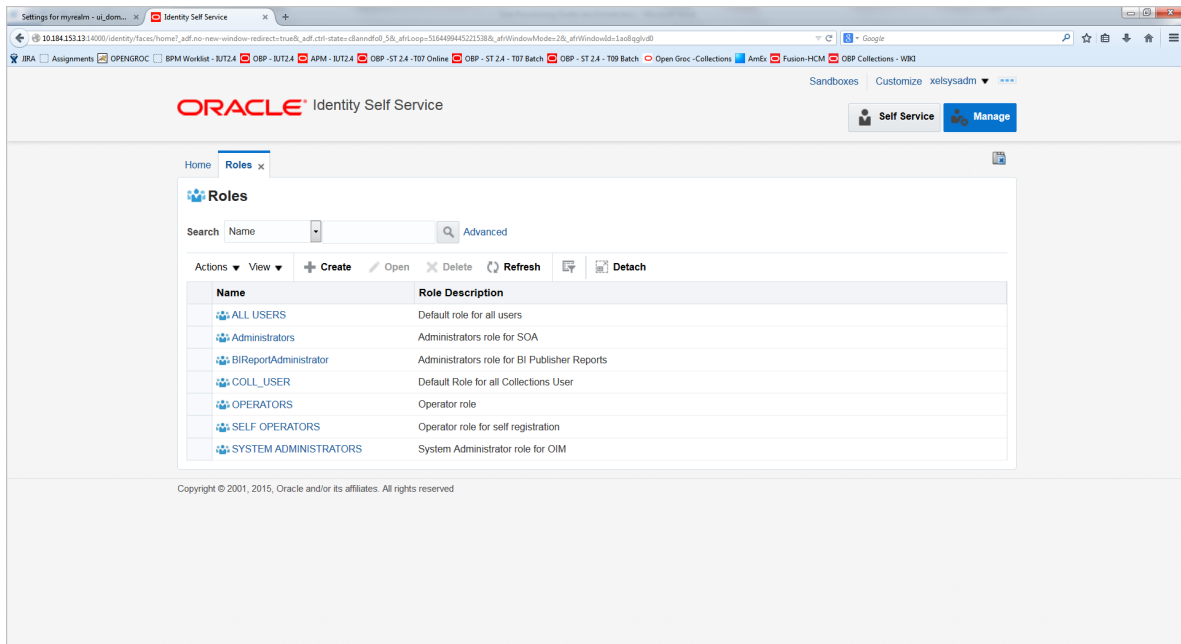 Settings for myrealm - ui_dom... ×
Identity Self Service ×
10.184.153.13:14000/identity/faces/home?_adf.no-new-window-redirect=true&_adf.ctrl-state=c8anndfo0_5&_afrLoop=5164499445221538&_afrWindowMode=2&_afrWindowId=1ao8qglvd0
Google
JIRA Assignments OPENGROC BPM Worklist - IUT2.4 OBP - IUT2.4 APM - IUT2.4 OBP -ST 2.4 -T07 Online OBP - ST 2.4 - T07 Batch OBP - ST 2.4 - T09 Batch Open Groc -Collections AmEx Fusion-HCM OBP Collections - WIKI
Sandboxes Customize xelsysadm
ORACLE Identity Self Service
Self Service Manage
Home Roles ×
Roles
Search Name Advanced
Actions View Create Open Delete Refresh Detach
Name Role Description
ALL USERS Default role for all users
Administrators Administrators role for SOA
BIReportAdministrator Administrators role for BI Publisher Reports
COLL_USER Default Role for all Collections User
OPERATORS Operator role
SELF OPERATORS Operator role for self registration
SYSTEM ADMINISTRATORS System Administrator role for OIM
Copyright © 2001, 2015, Oracle and/or its affiliates. All rights reserved